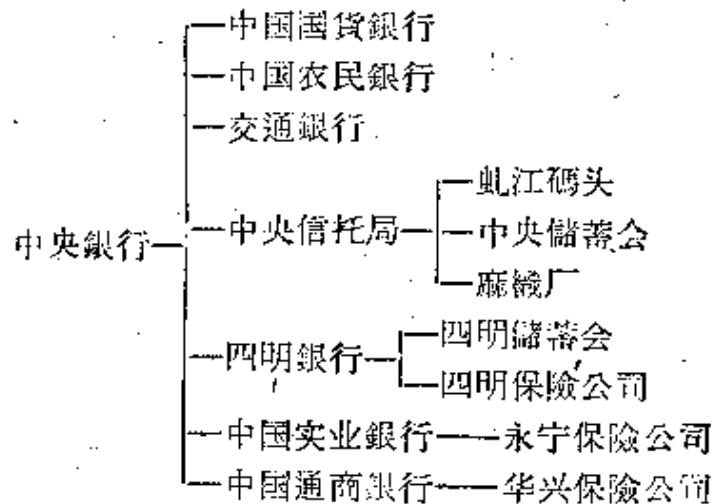 中国国貨銀行
中国农民銀行
交通銀行
中央銀行
中央信托局
虬江碼头
中央儲蓄会
麻織厂
四明銀行
四明儲蓄会
四明保險公司
中国实业銀行
永宁保險公司
中国通商銀行
华兴保險公司